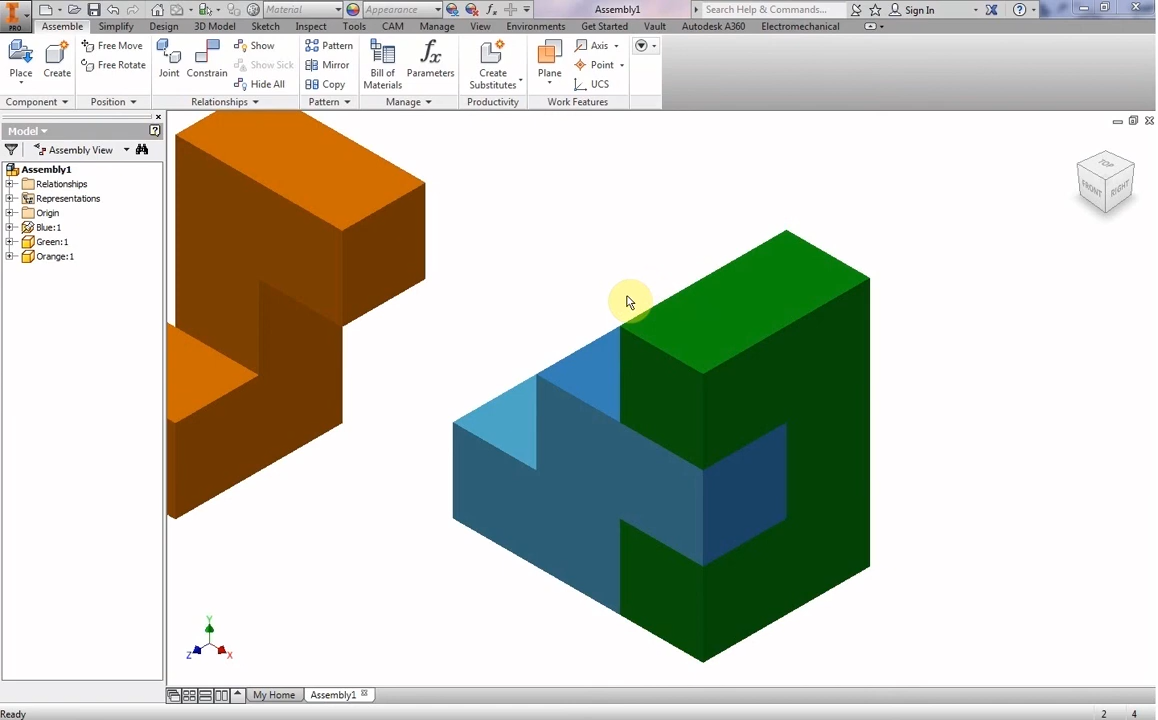 Material
Appearance
Assembly1
Search Help & Commands...
Sign In
PRO
Assemble Simplify Design 3D Model Sketch Inspect Tools CAM Manage View Environments Get Started Vault Autodesk A360 Electromechanical
Place
Create
Free Move
Free Rotate
Joint
Constrain
Show
Show Sick
Hide All
Pattern
Mirror
Copy
Bill of
Materials
Parameters
Create
Substitutes
Plane
Axis
Point
UCS
Component
Position
Relationships
Pattern
Manage
Productivity
Work Features
Model
Assembly View
Assembly1
Relationships
Representations
Origin
Blue:1
Green:1
Orange:1
TOP
FRONT
RIGHT
Y
Z
X
My Home
Assembly1
Ready
2
4